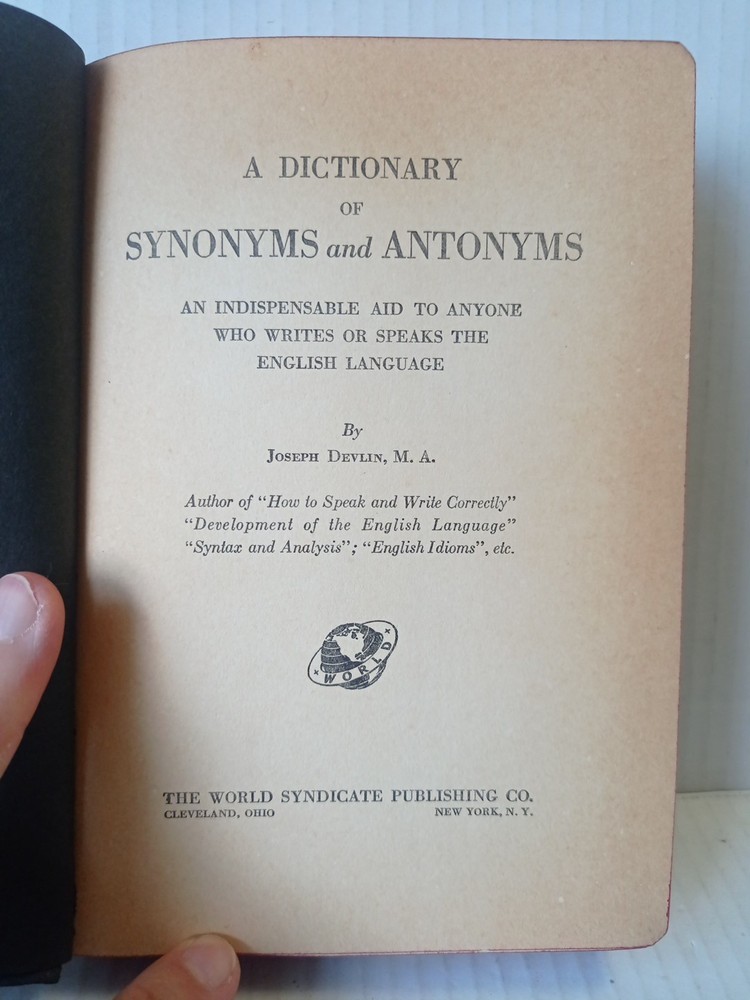 A DICTIONARY
OF
SYNONYMS and ANTONYMS
AN INDISPENSABLE AID TO ANYONE
WHO WRITES OR SPEAKS THE
ENGLISH LANGUAGE
By
JOSEPH DEVLIN, M. A.
Author of "How to Speak and Write Correctly"
"Development of the English Language"
"Syntax and Analysis"; "English Idioms", etc.
WORLD
THE WORLD SYNDICATE PUBLISHING CO.
CLEVELAND, OHIO NEW YORK, N. Y.